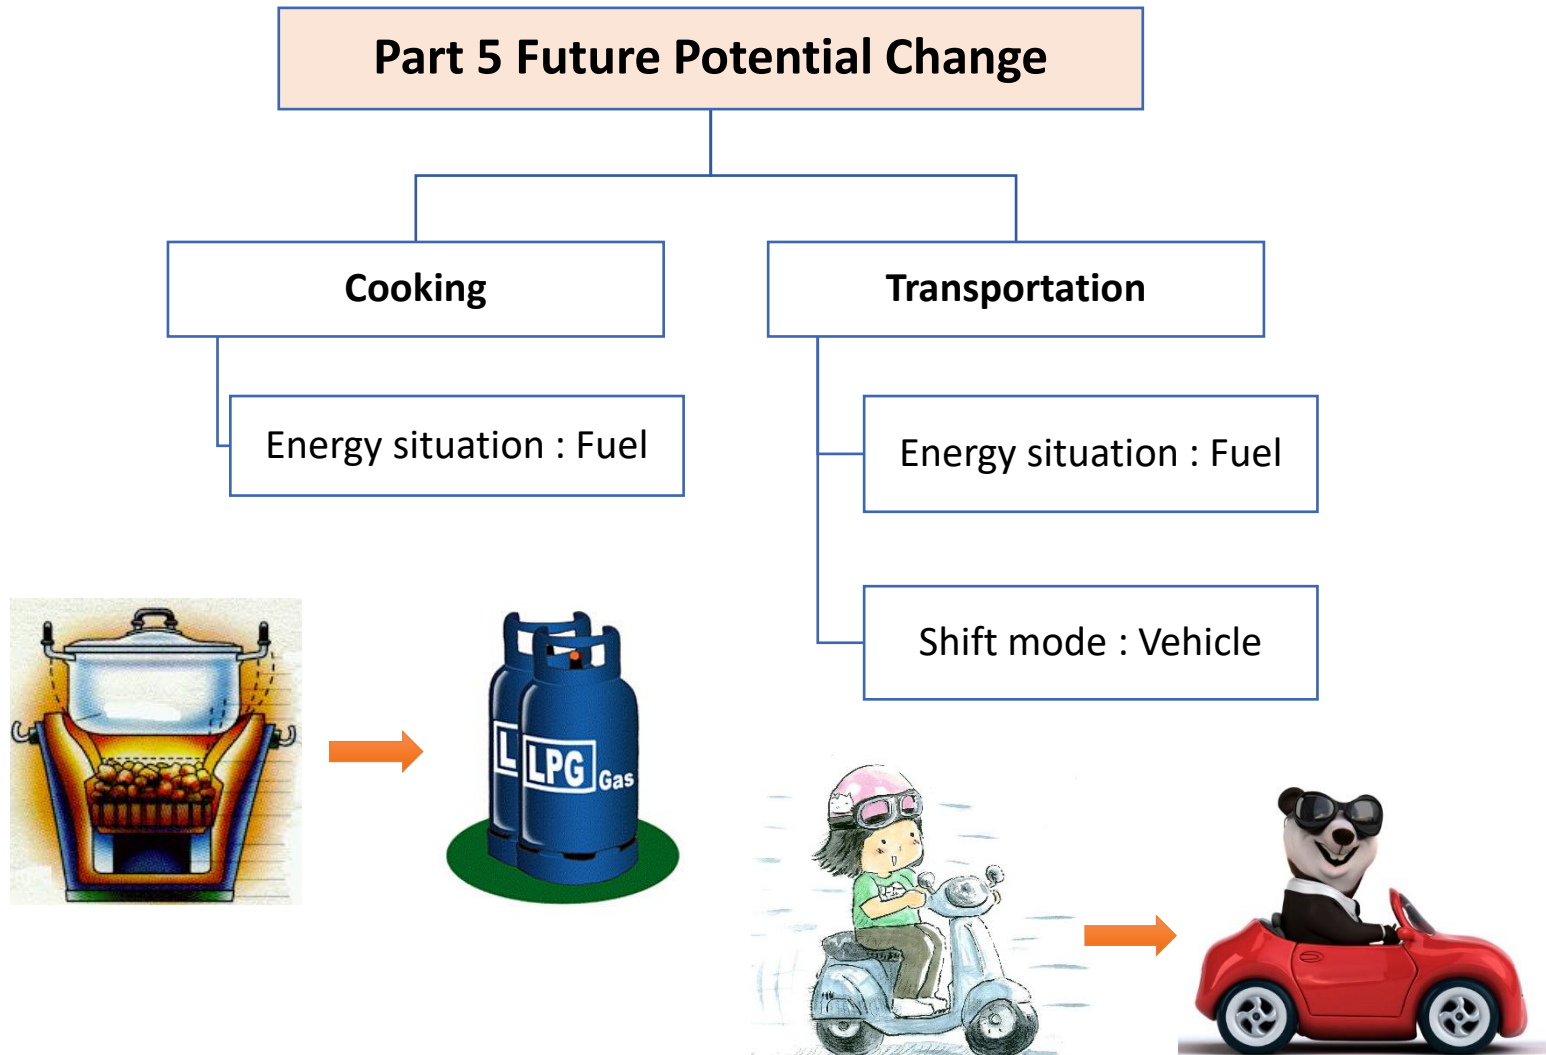 Part 5 Future Potential Change
Cooking
Transportation
Energy situation : Fuel
Energy situation : Fuel
Shift mode : Vehicle
L
LPG Gas